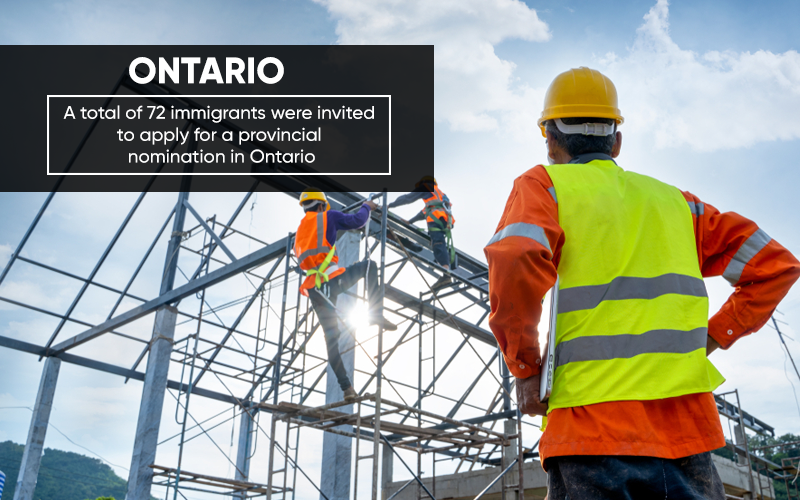 ONTARIO
A total of 72 immigrants were invited
to apply for a provincial
nomination in Ontario